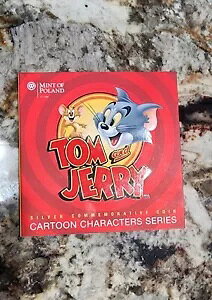 MINT OF
POLAND
TOM
and
JERRY
SILVER COMMEMORATIVE COIN
CARTOON CHARACTERS SERIES